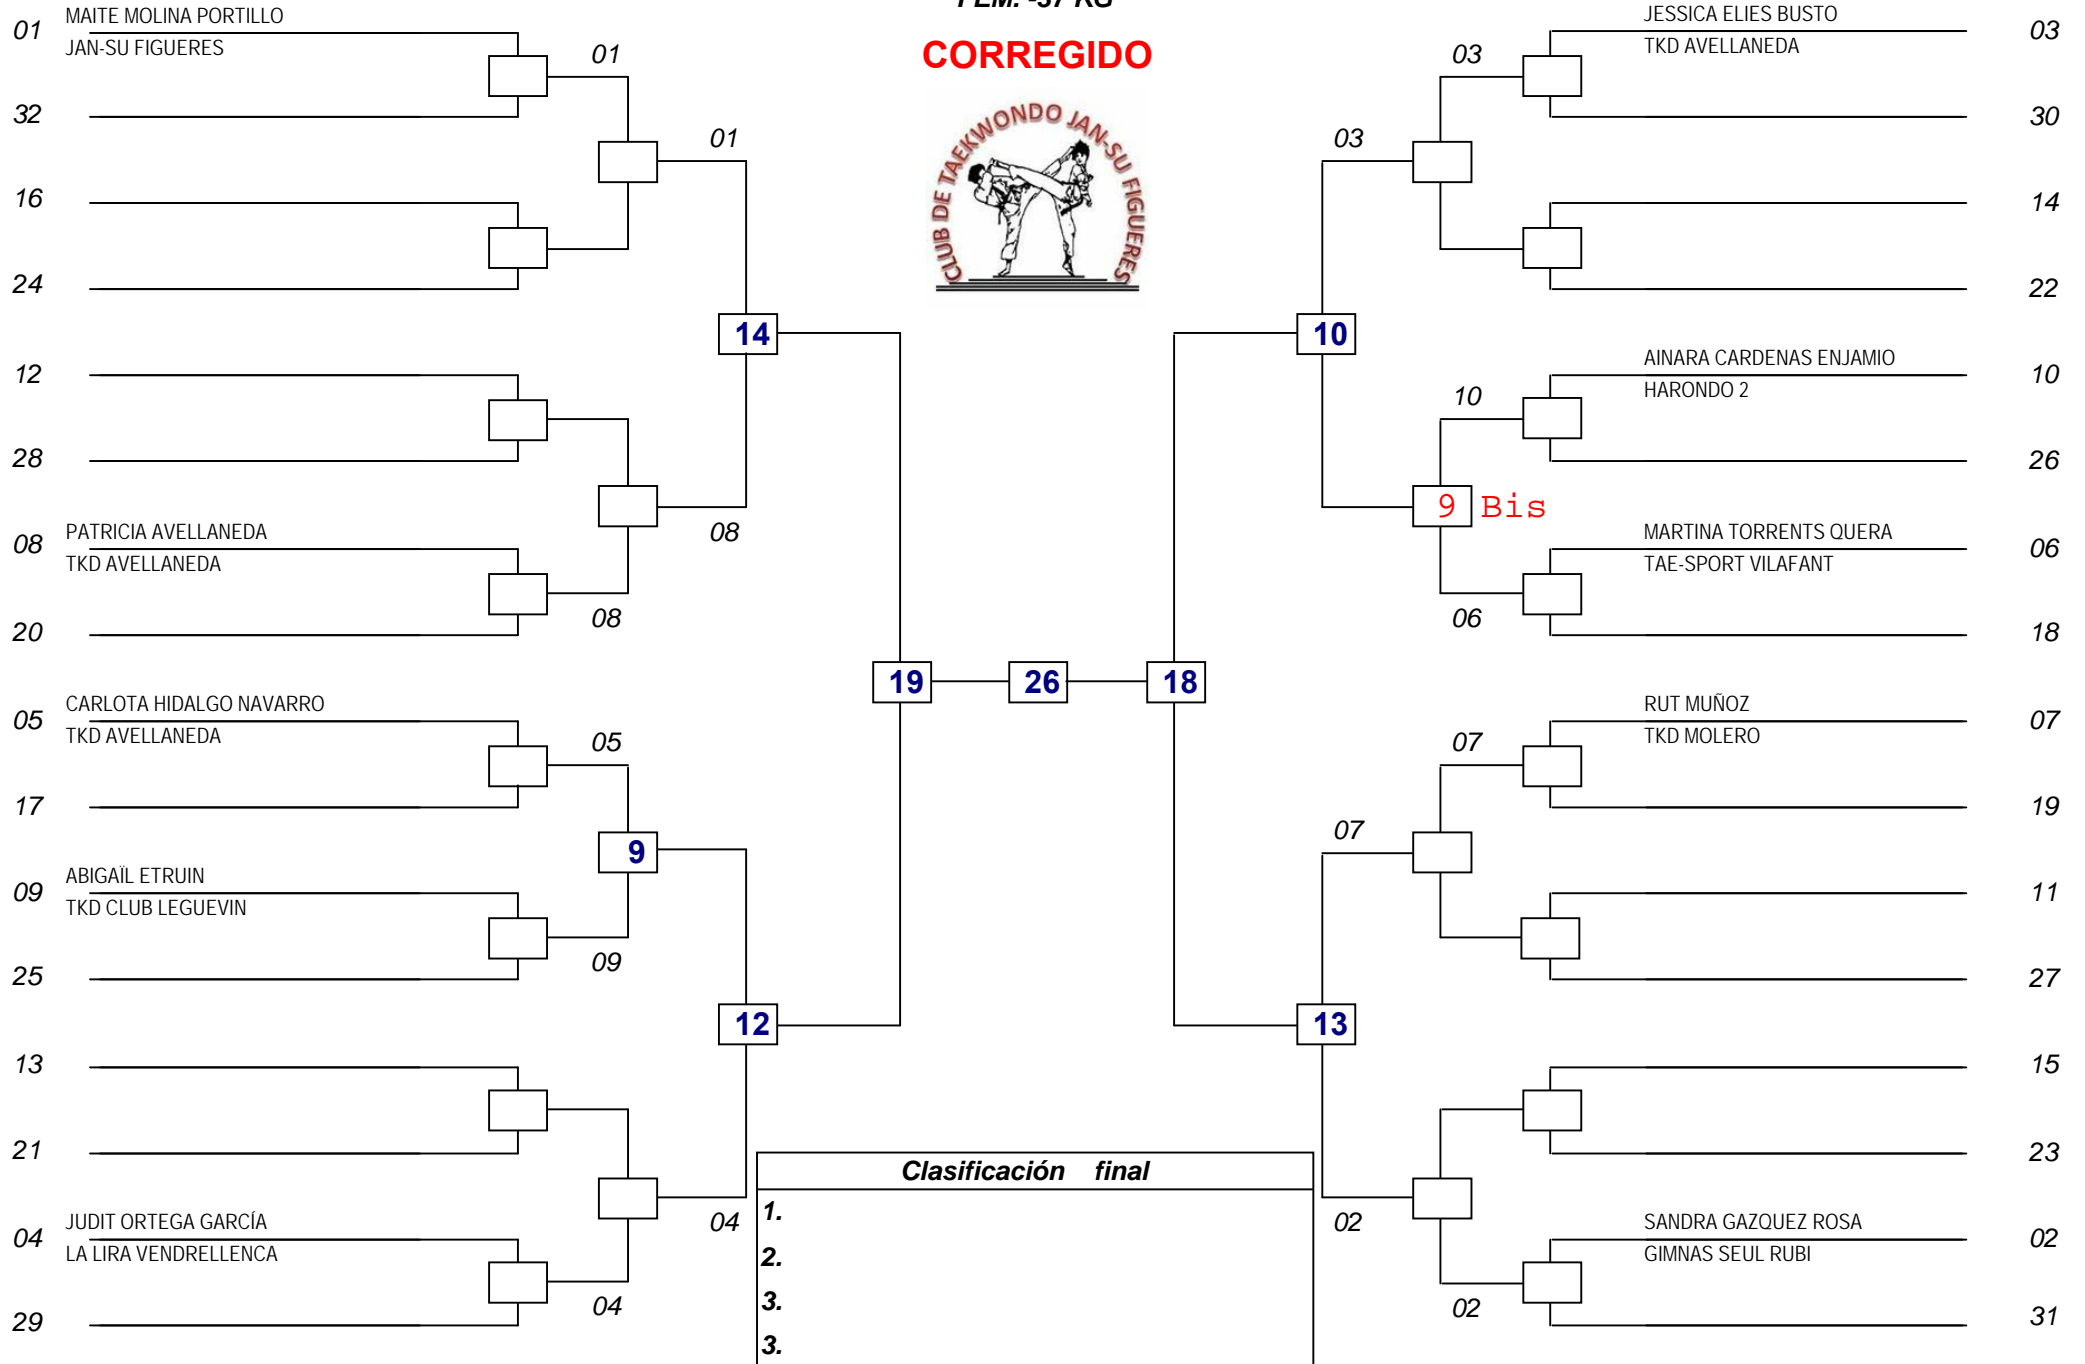 FEM. -37 KG
CORREGIDO
CLUB DE TAEKWONDO JAN-SU FIGUERES
01 MAITE MOLINA PORTILLO
JAN-SU FIGUERES
01
32
01
16
24
14
12
28
08
08 PATRICIA AVELLANEDA
TKD AVELLANEDA
08
20
05 CARLOTA HIDALGO NAVARRO
TKD AVELLANEDA
05
17
9
09 ABIGAÏL ETRUIN
TKD CLUB LEGUEVIN
09
25
12
13
21
04
04 JUDIT ORTEGA GARCÍA
LA LIRA VENDRELLENCA
04
29
19 26 18
JESSICA ELIES BUSTO 03
TKD AVELLANEDA
03
30
03
14
22
10
AINARA CARDENAS ENJAMIO 10
HARONDO 2
10
26
9 Bis
MARTINA TORRENTS QUERA 06
TAE-SPORT VILAFANT
06
18
RUT MUÑOZ 07
TKD MOLERO
07
19
07
11
27
13
15
23
02
SANDRA GAZQUEZ ROSA 02
GIMNAS SEUL RUBI
02
31
Clasificación final
1.
2.
3.
3.